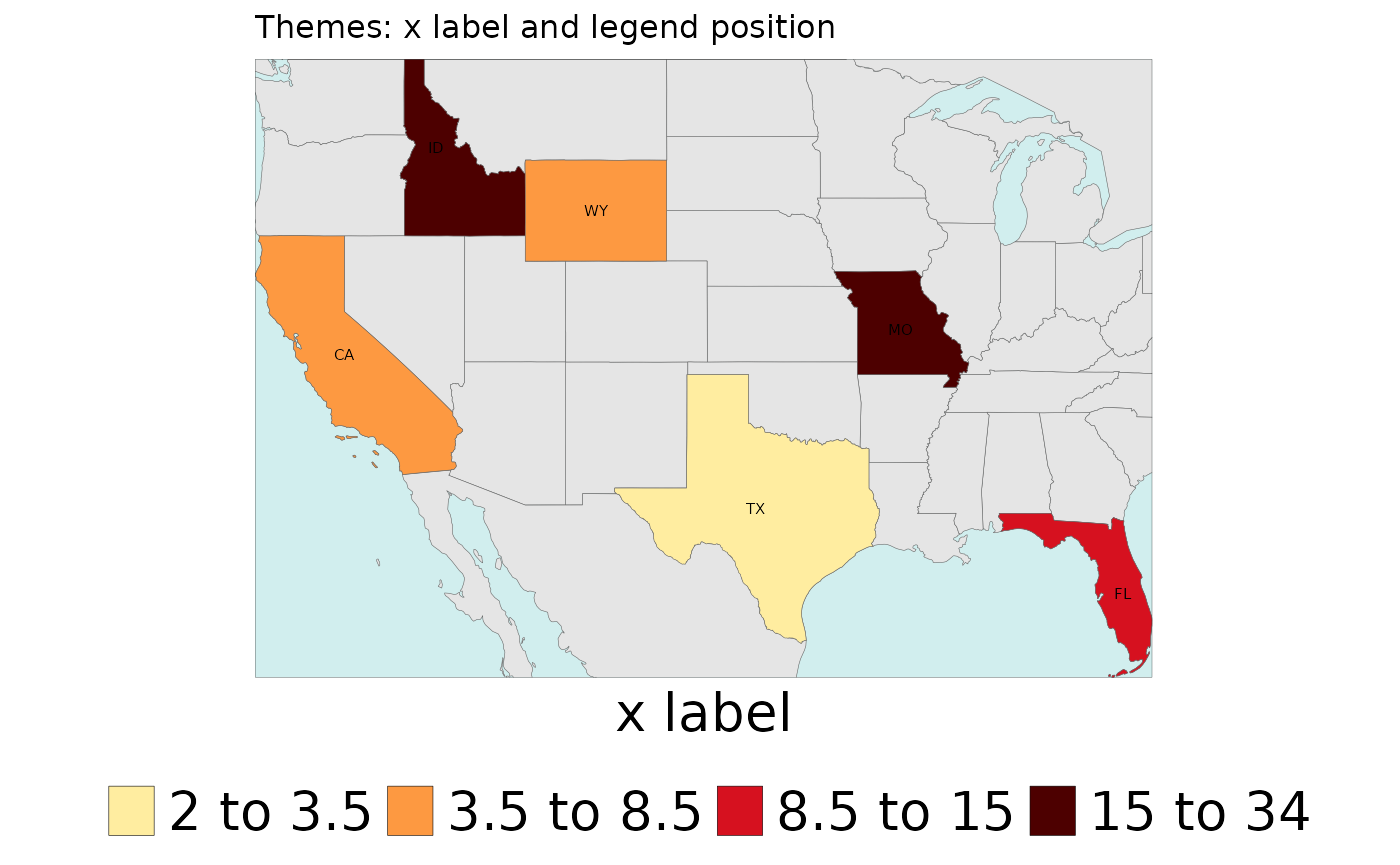 Themes: x label and legend position
ID
WY
MO
CA
TX
FL
x label
2 to 3.5 3.5 to 8.5 8.5 to 15 15 to 34